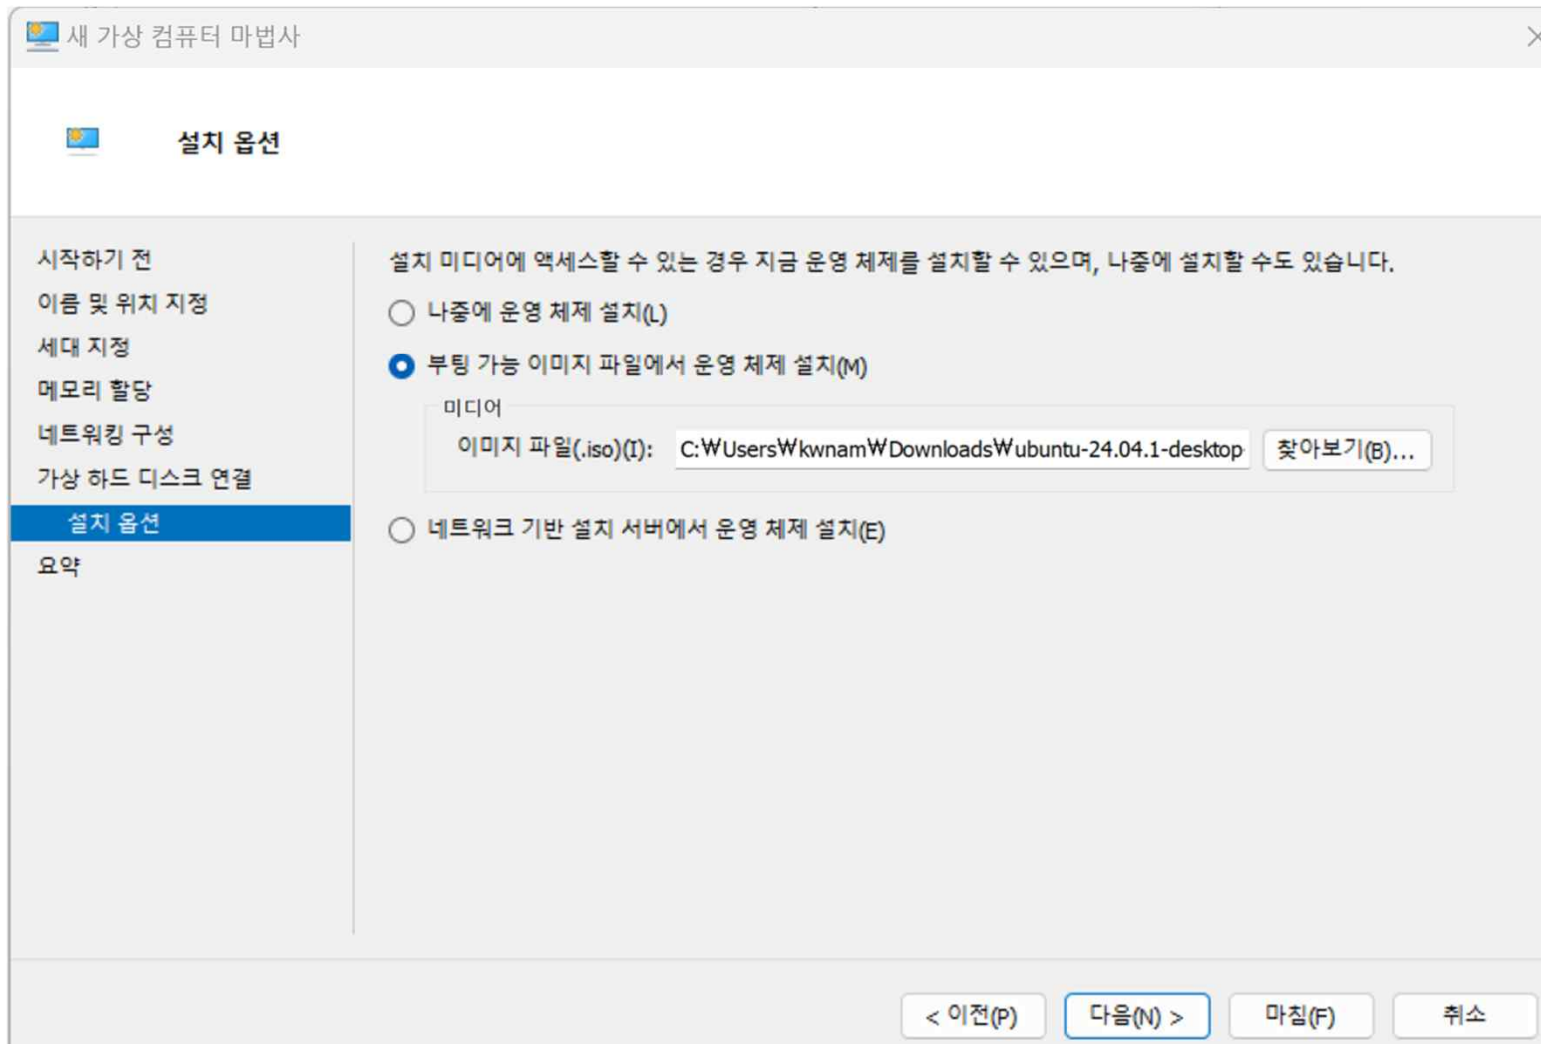 새 가상 컴퓨터 마법사
설치 옵션
시작하기 전
이름 및 위치 지정
세대 지정
메모리 할당
네트워킹 구성
가상 하드 디스크 연결
설치 옵션
요약
설치 미디어에 액세스할 수 있는 경우 지금 운영 체제를 설치할 수 있으며, 나중에 설치할 수도 있습니다.
나중에 운영 체제 설치(L)
부팅 가능 이미지 파일에서 운영 체제 설치(M)
미디어
이미지 파일(.iso)(I): C:₩Users₩kwnam₩Downloads₩ubuntu-24.04.1-desktop 찾아보기(B)...
네트워크 기반 설치 서버에서 운영 체제 설치(E)
< 이전(P) 다음(N) > 마침(F) 취소